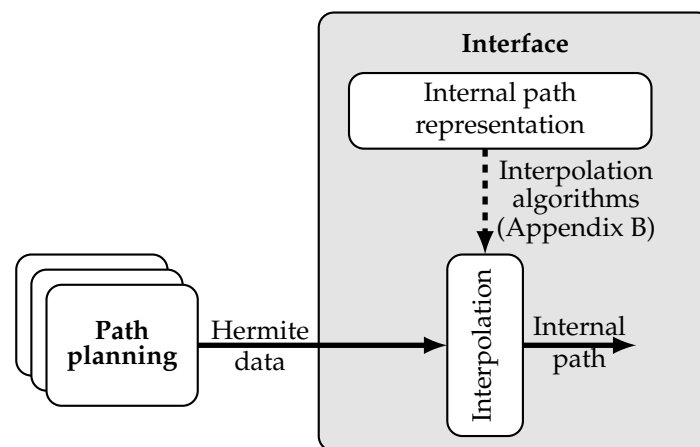 Interface
Internal path
representation
Interpolation
algorithms
(Appendix B)
Path
planning
Hermite
data
Interpolation
Internal
path